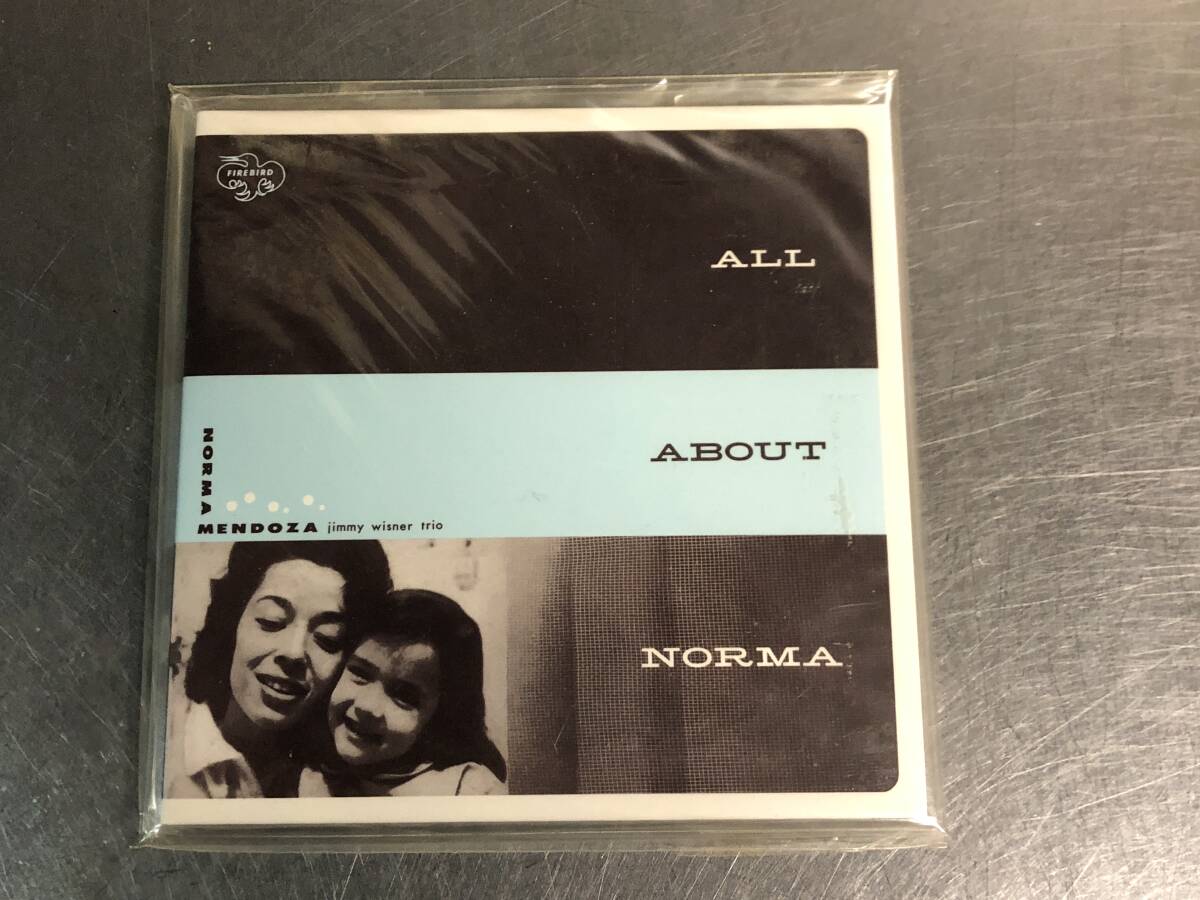 FIREBIRD
ALL
ABOUT
NORMA
MENDOZA jimmy wisner trio
NORMA